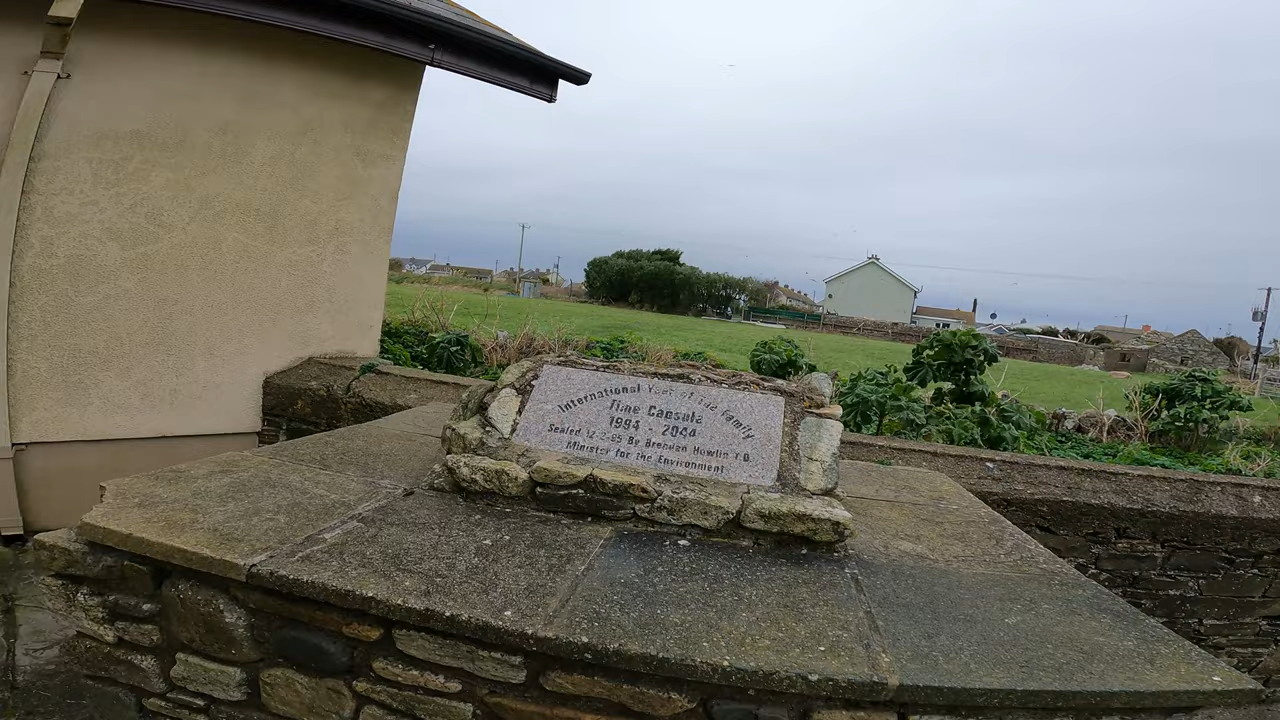 International Year of the Family
Time Capsule
1994 - 2044
Sealed 12-2-95 By Brendan Howlin T.D.
Minister for the Environment